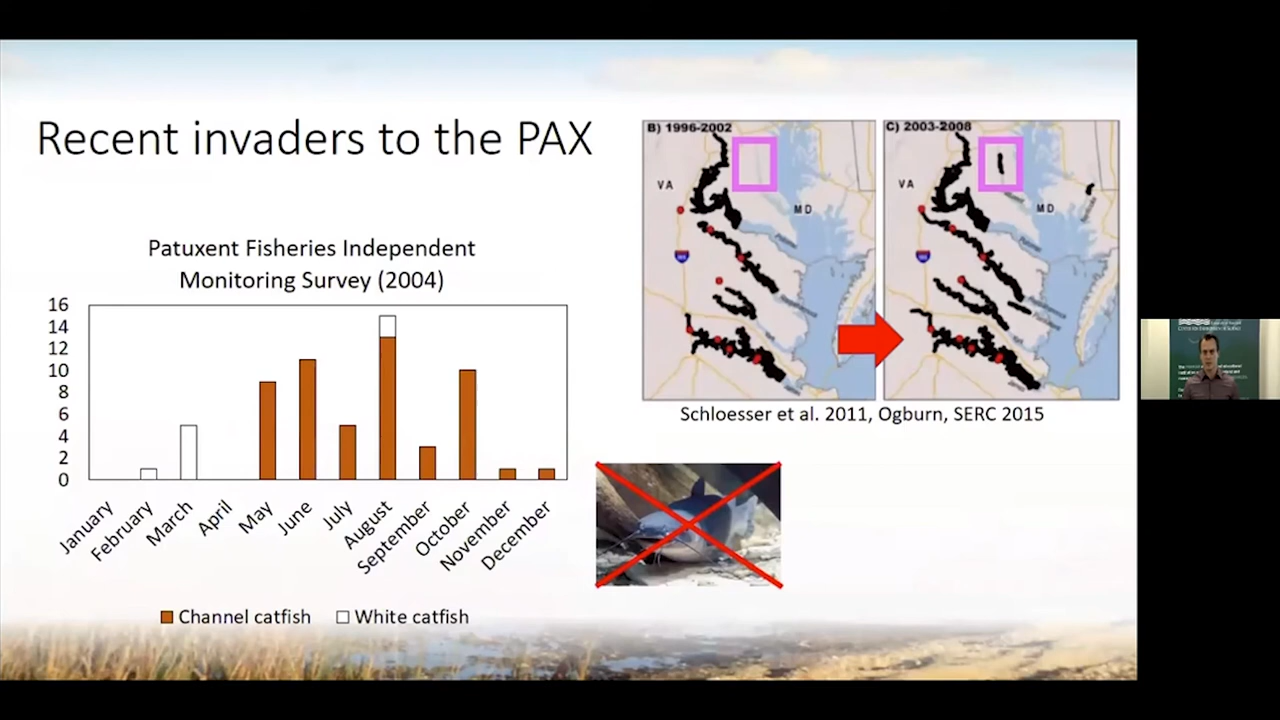 Recent invaders to the PAX
Patuxent Fisheries Independent
Monitoring Survey (2004)
16
14
12
10
8
6
4
2
0
January
February
March
April
May
June
July
August
September
October
November
December
Channel catfish
White catfish
B) 1996-2002
VA
MD
C) 2003-2008
VA
MD
Schloesser et al. 2011, Ogburn, SERC 2015